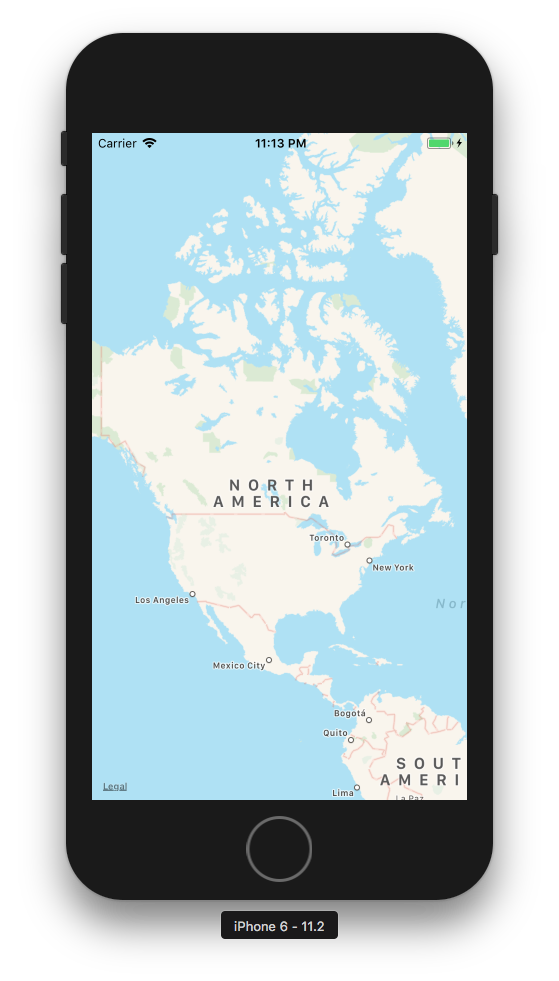 Carrier 11:13 PM
NORTH
AMERICA
Toronto
New York
Los Angeles
Nor
Mexico City
Bogotá
Quito
SOUT
AMERI
Legal
Lima
La Paz
iPhone 6 - 11.2